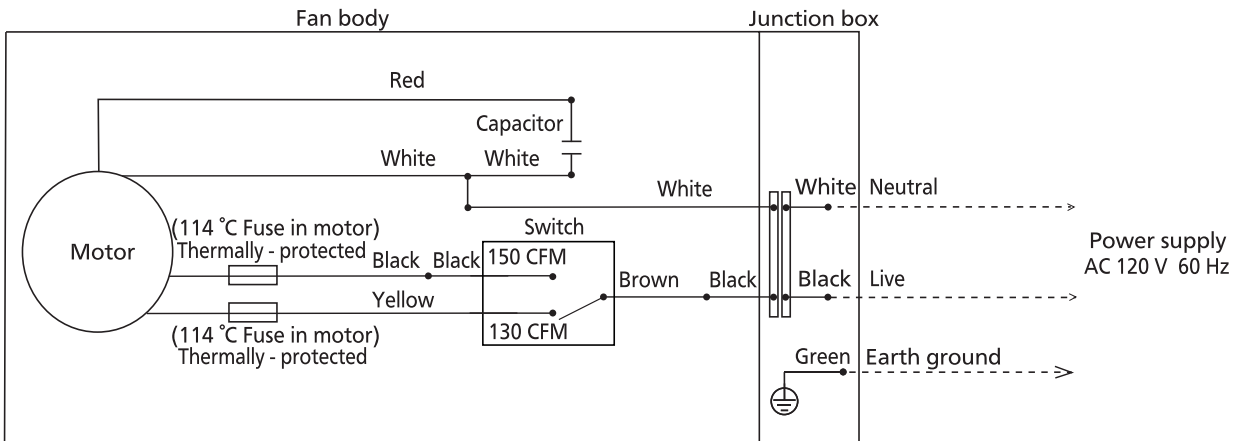 Fan body
Junction box
Red
Capacitor
White
White
White
White
Neutral
Motor
(114 ˚C Fuse in motor)
Thermally - protected
Black
Black
Switch
150 CFM
Brown
Black
Black
Live
Power supply
AC 120 V 60 Hz
Yellow
130 CFM
(114 ˚C Fuse in motor)
Thermally - protected
Green
Earth ground